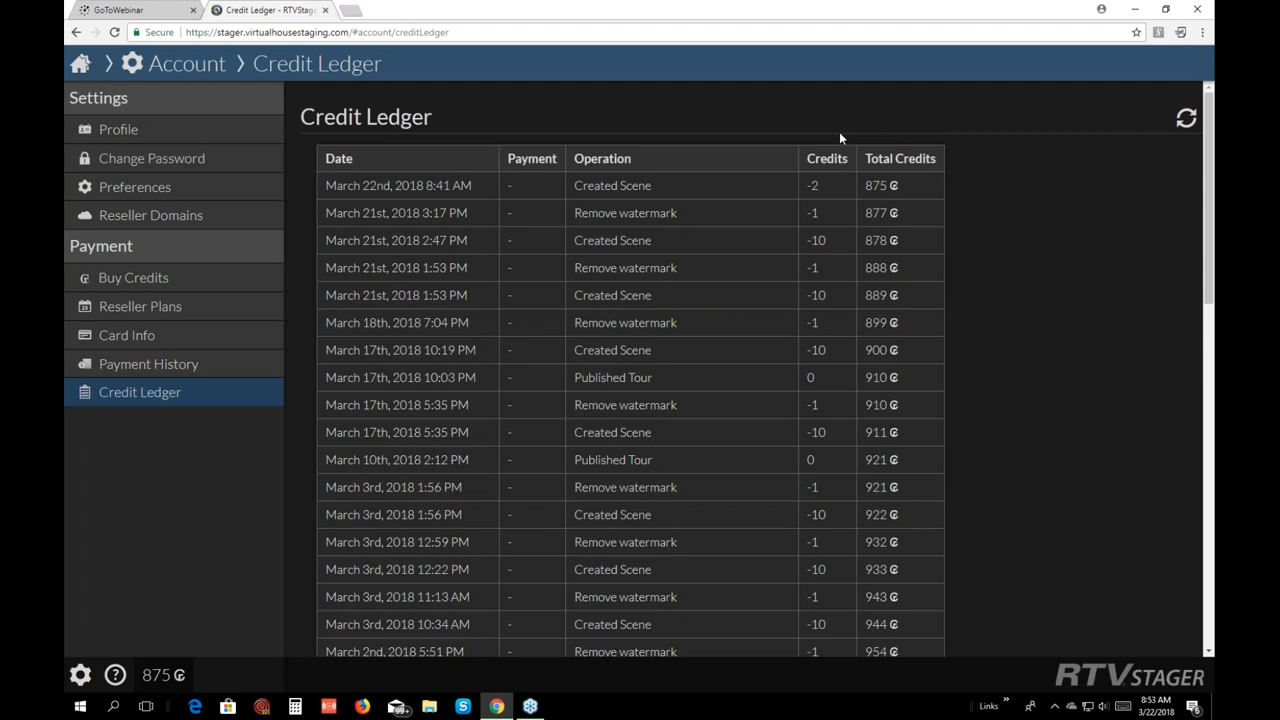 GoToWebinar
Credit Ledger - RTVStager
Secure https://stager.virtualhousestaging.com/#account/creditLedger
Account Credit Ledger
Settings
Profile
Change Password
Preferences
Reseller Domains
Payment
Buy Credits
Reseller Plans
Card Info
Payment History
Credit Ledger
Credit Ledger
Date Payment Operation Credits Total Credits
March 22nd, 2018 8:41 AM - Created Scene -2 875
March 21st, 2018 3:17 PM - Remove watermark -1 877
March 21st, 2018 2:47 PM - Created Scene -10 878
March 21st, 2018 1:53 PM - Remove watermark -1 888
March 21st, 2018 1:53 PM - Created Scene -10 889
March 18th, 2018 7:04 PM - Remove watermark -1 899
March 17th, 2018 10:19 PM - Created Scene -10 900
March 17th, 2018 10:03 PM - Published Tour 0 910
March 17th, 2018 5:35 PM - Remove watermark -1 910
March 17th, 2018 5:35 PM - Created Scene -10 911
March 10th, 2018 2:12 PM - Published Tour 0 921
March 3rd, 2018 1:56 PM - Remove watermark -1 921
March 3rd, 2018 1:56 PM - Created Scene -10 922
March 3rd, 2018 12:59 PM - Remove watermark -1 932
March 3rd, 2018 12:22 PM - Created Scene -10 933
March 3rd, 2018 11:13 AM - Remove watermark -1 943
March 3rd, 2018 10:34 AM - Created Scene -10 944
March 2nd, 2018 5:51 PM - Remove watermark -1 954
875
RTVSTAGER
99+
Links
8:53 AM
3/22/2018